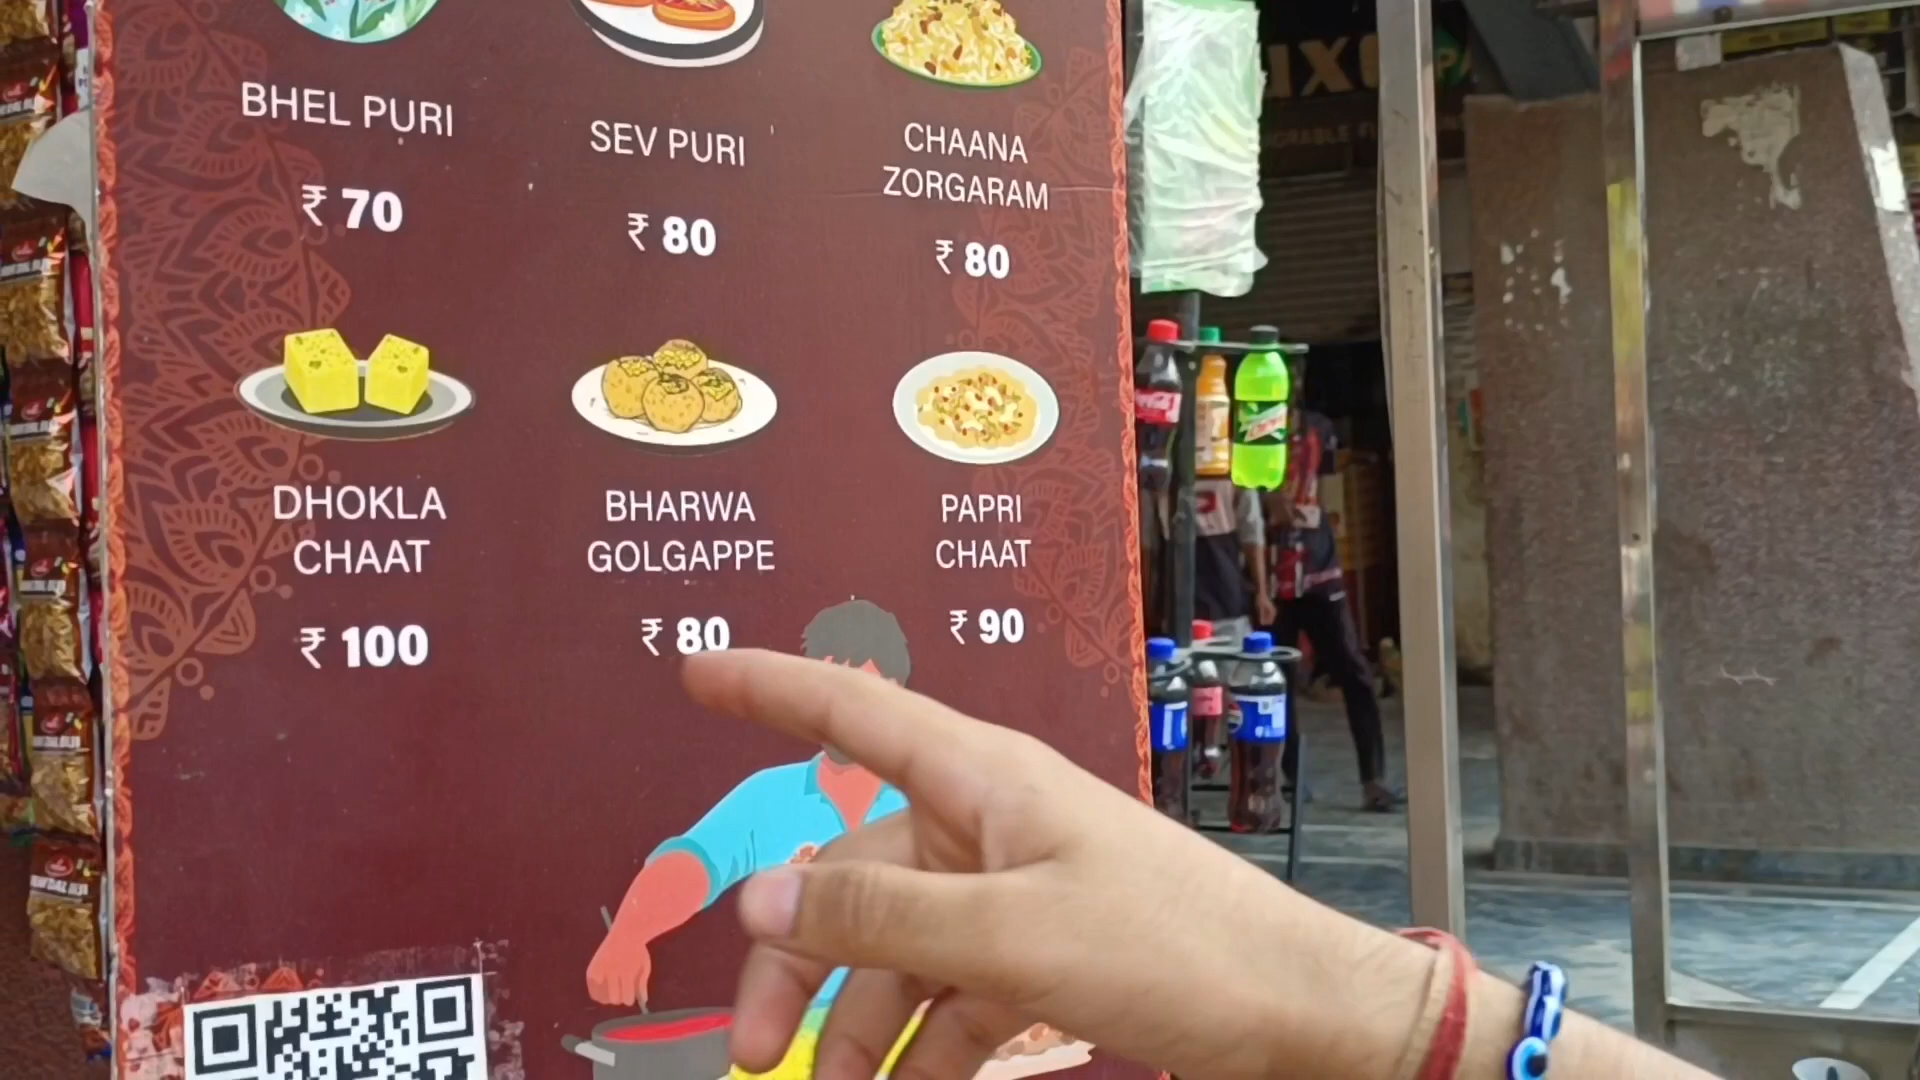 BHEL PURI
₹ 70
SEV PURI
₹ 80
CHAANA
ZORGARAM
₹ 80
DHOKLA
CHAAT
₹ 100
BHARWA
GOLGAPPE
₹ 80
PAPRI
CHAAT
₹ 90